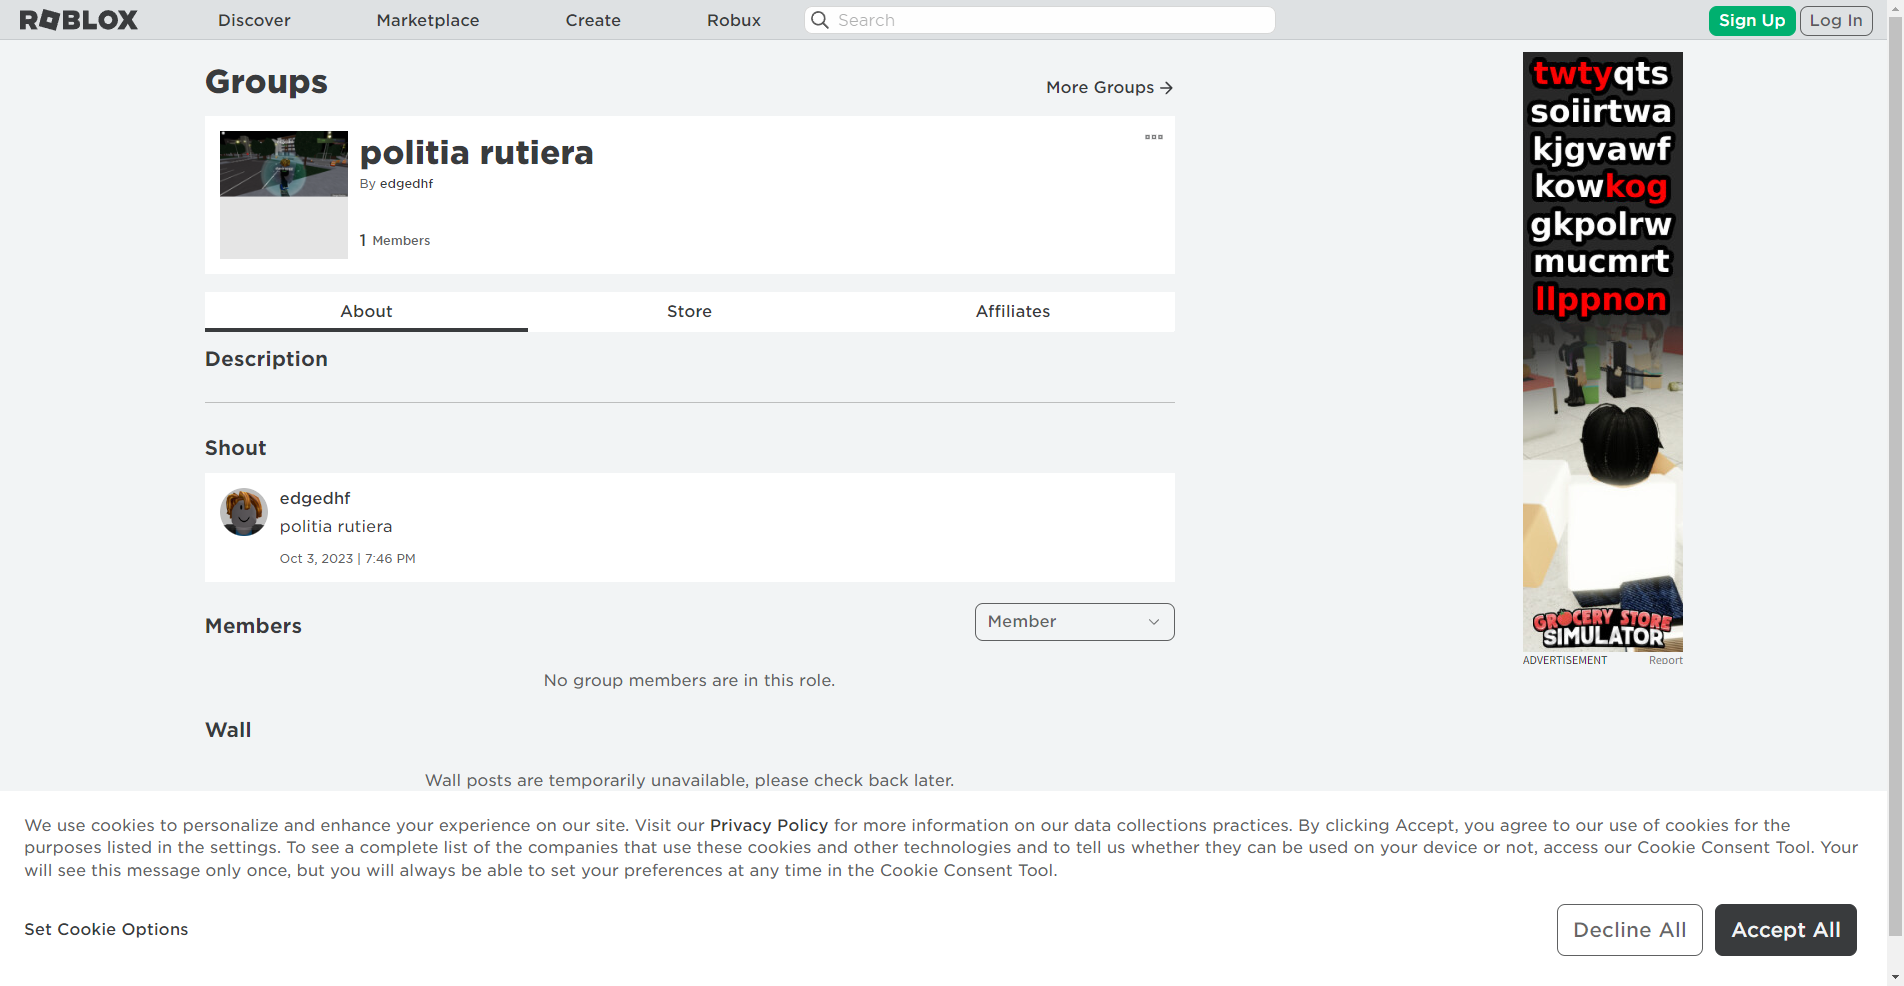 ROBLOX
Discover
Marketplace
Create
Robux
Search
Sign Up
Log In
Groups
More Groups →
politia rutiera
By edgedhf
1 Members
About
Store
Affiliates
Description
Shout
edgedhf
politia rutiera
Oct 3, 2023 | 7:46 PM
Members
Member
No group members are in this role.
Wall
Wall posts are temporarily unavailable, please check back later.
twtyqts
soiirtwa
kjgvawf
kowkog
gkpolrw
mucmrt
llppnon
GROCERY STORE
SIMULATOR
ADVERTISEMENT
Report
We use cookies to personalize and enhance your experience on our site. Visit our Privacy Policy for more information on our data collections practices. By clicking Accept, you agree to our use of cookies for the
purposes listed in the settings. To see a complete list of the companies that use these cookies and other technologies and to tell us whether they can be used on your device or not, access our Cookie Consent Tool. Your
will see this message only once, but you will always be able to set your preferences at any time in the Cookie Consent Tool.
Set Cookie Options
Decline All
Accept All